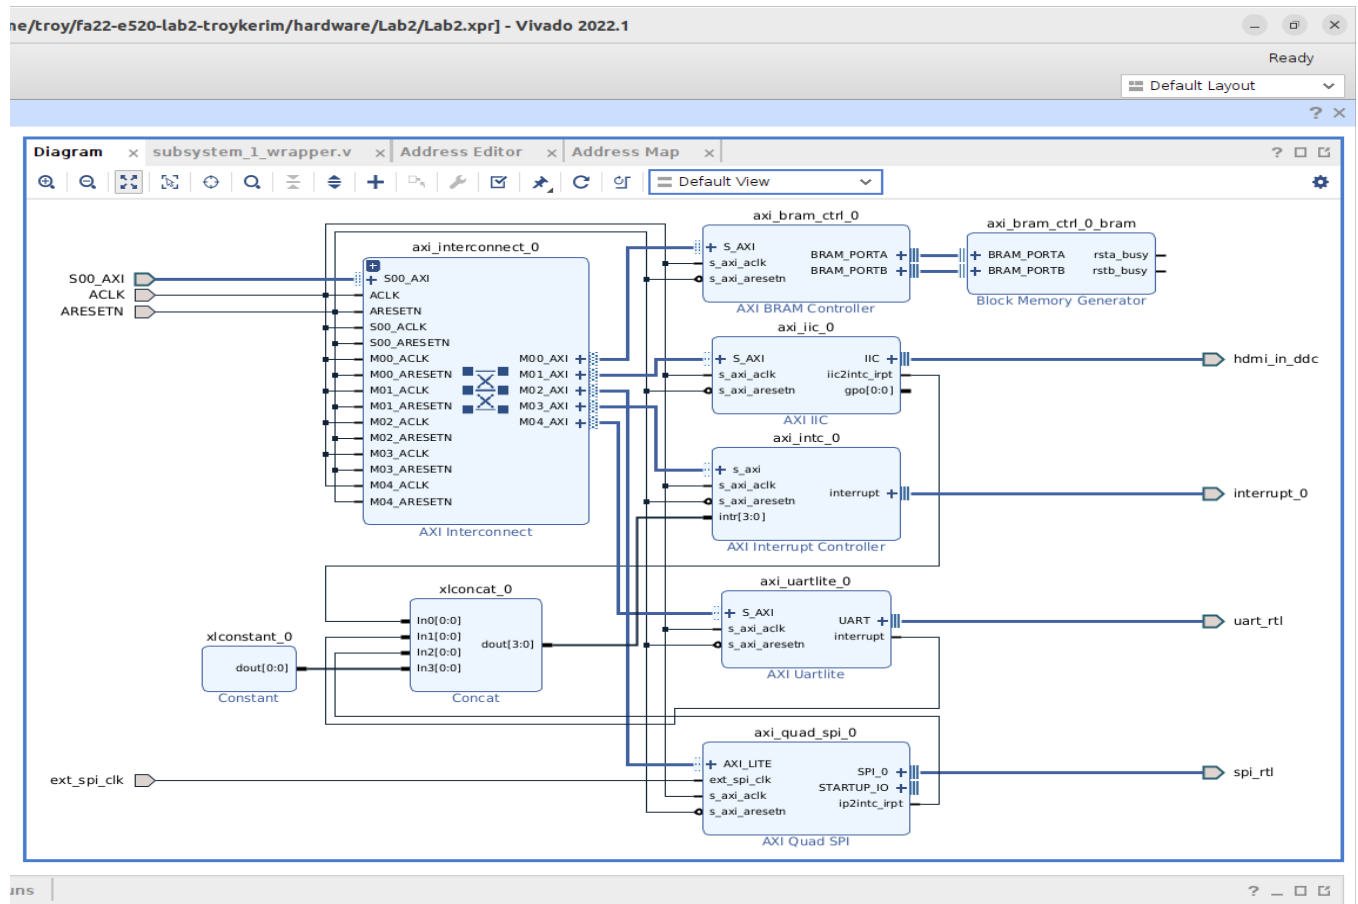 ne/troy/fa22-e520-lab2-troykerim/hardware/Lab2/Lab2.xpr] - Vivado 2022.1
Ready
Default Layout
Diagram
subsystem_1_wrapper.v
Address Editor
Address Map
Default View
S00_AXI
ACLK
ARESETN
axi_interconnect_0
S00_AXI
ACLK
ARESETN
S00_ACLK
S00_ARESETN
M00_ACLK
M00_ARESETN
M01_ACLK
M01_ARESETN
M02_ACLK
M02_ARESETN
M03_ACLK
M03_ARESETN
M04_ACLK
M04_ARESETN
M00_AXI
M01_AXI
M02_AXI
M03_AXI
M04_AXI
AXI Interconnect
axi_bram_ctrl_0
S_AXI
s_axi_aclk
s_axi_aresetn
BRAM_PORTA
BRAM_PORTB
AXI BRAM Controller
axi_bram_ctrl_0_bram
BRAM_PORTA
BRAM_PORTB
rsta_busy
rstb_busy
Block Memory Generator
axi_iic_0
S_AXI
s_axi_aclk
s_axi_aresetn
IIC
iic2intc_irpt
gpo[0:0]
AXI IIC
hdmi_in_ddc
axi_intc_0
s_axi
s_axi_aclk
s_axi_aresetn
intr[3:0]
interrupt
AXI Interrupt Controller
interrupt_0
xlconstant_0
dout[0:0]
Constant
xlconcat_0
In0[0:0]
In1[0:0]
In2[0:0]
In3[0:0]
dout[3:0]
Concat
axi_uartlite_0
S_AXI
s_axi_aclk
s_axi_aresetn
UART
interrupt
AXI Uartlite
uart_rtl
ext_spi_clk
axi_quad_spi_0
AXI_LITE
ext_spi_clk
s_axi_aclk
s_axi_aresetn
SPI_0
STARTUP_IO
ip2intc_irpt
AXI Quad SPI
spi_rtl
uns